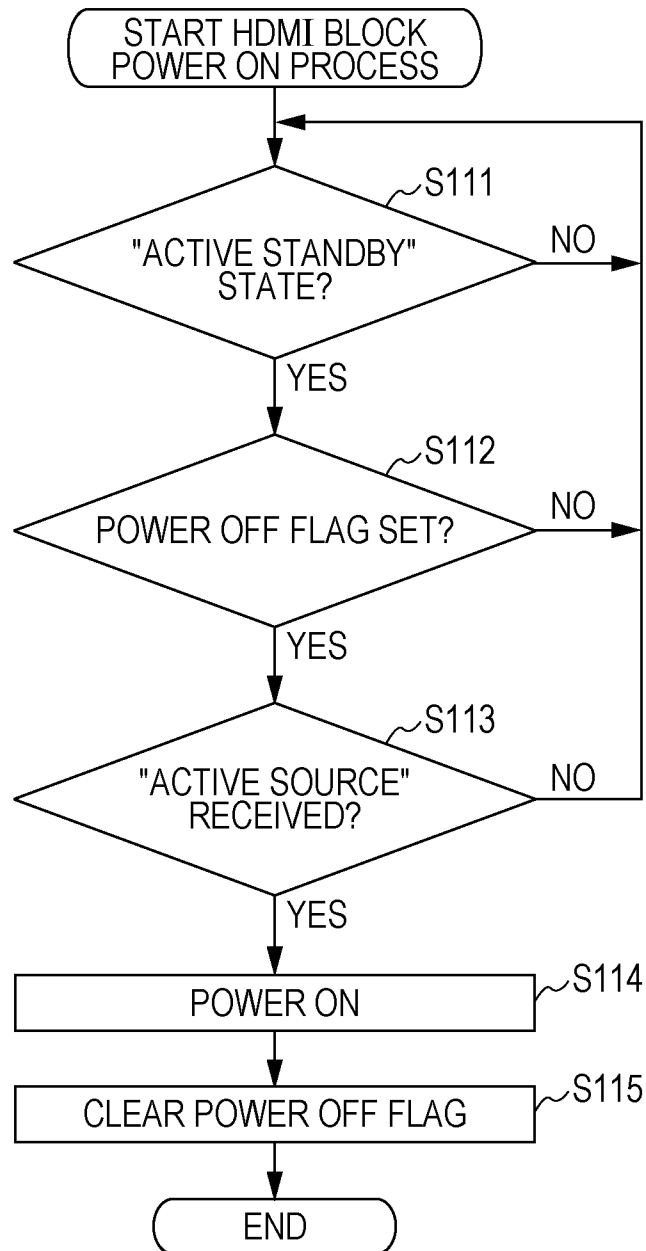 START HDMI BLOCK
POWER ON PROCESS
S111
"ACTIVE STANDBY"
STATE?
NO
YES
S112
POWER OFF FLAG SET?
NO
YES
S113
"ACTIVE SOURCE"
RECEIVED?
NO
YES
S114
POWER ON
S115
CLEAR POWER OFF FLAG
END